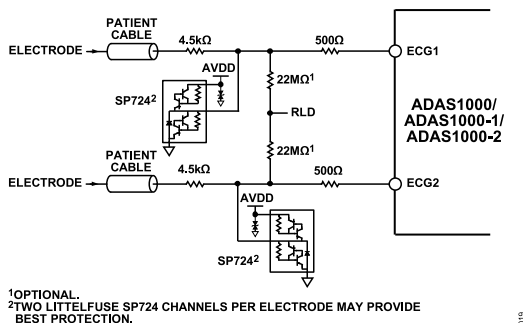 PATIENT
CABLE
ELECTRODE
4.5kΩ
500Ω
ECG1
AVDD
SP724²
22MΩ¹
RLD
ADAS1000/
ADAS1000-1/
ADAS1000-2
22MΩ¹
PATIENT
CABLE
ELECTRODE
4.5kΩ
500Ω
ECG2
AVDD
SP724²
¹OPTIONAL.
²TWO LITTELFUSE SP724 CHANNELS PER ELECTRODE MAY PROVIDE
BEST PROTECTION.